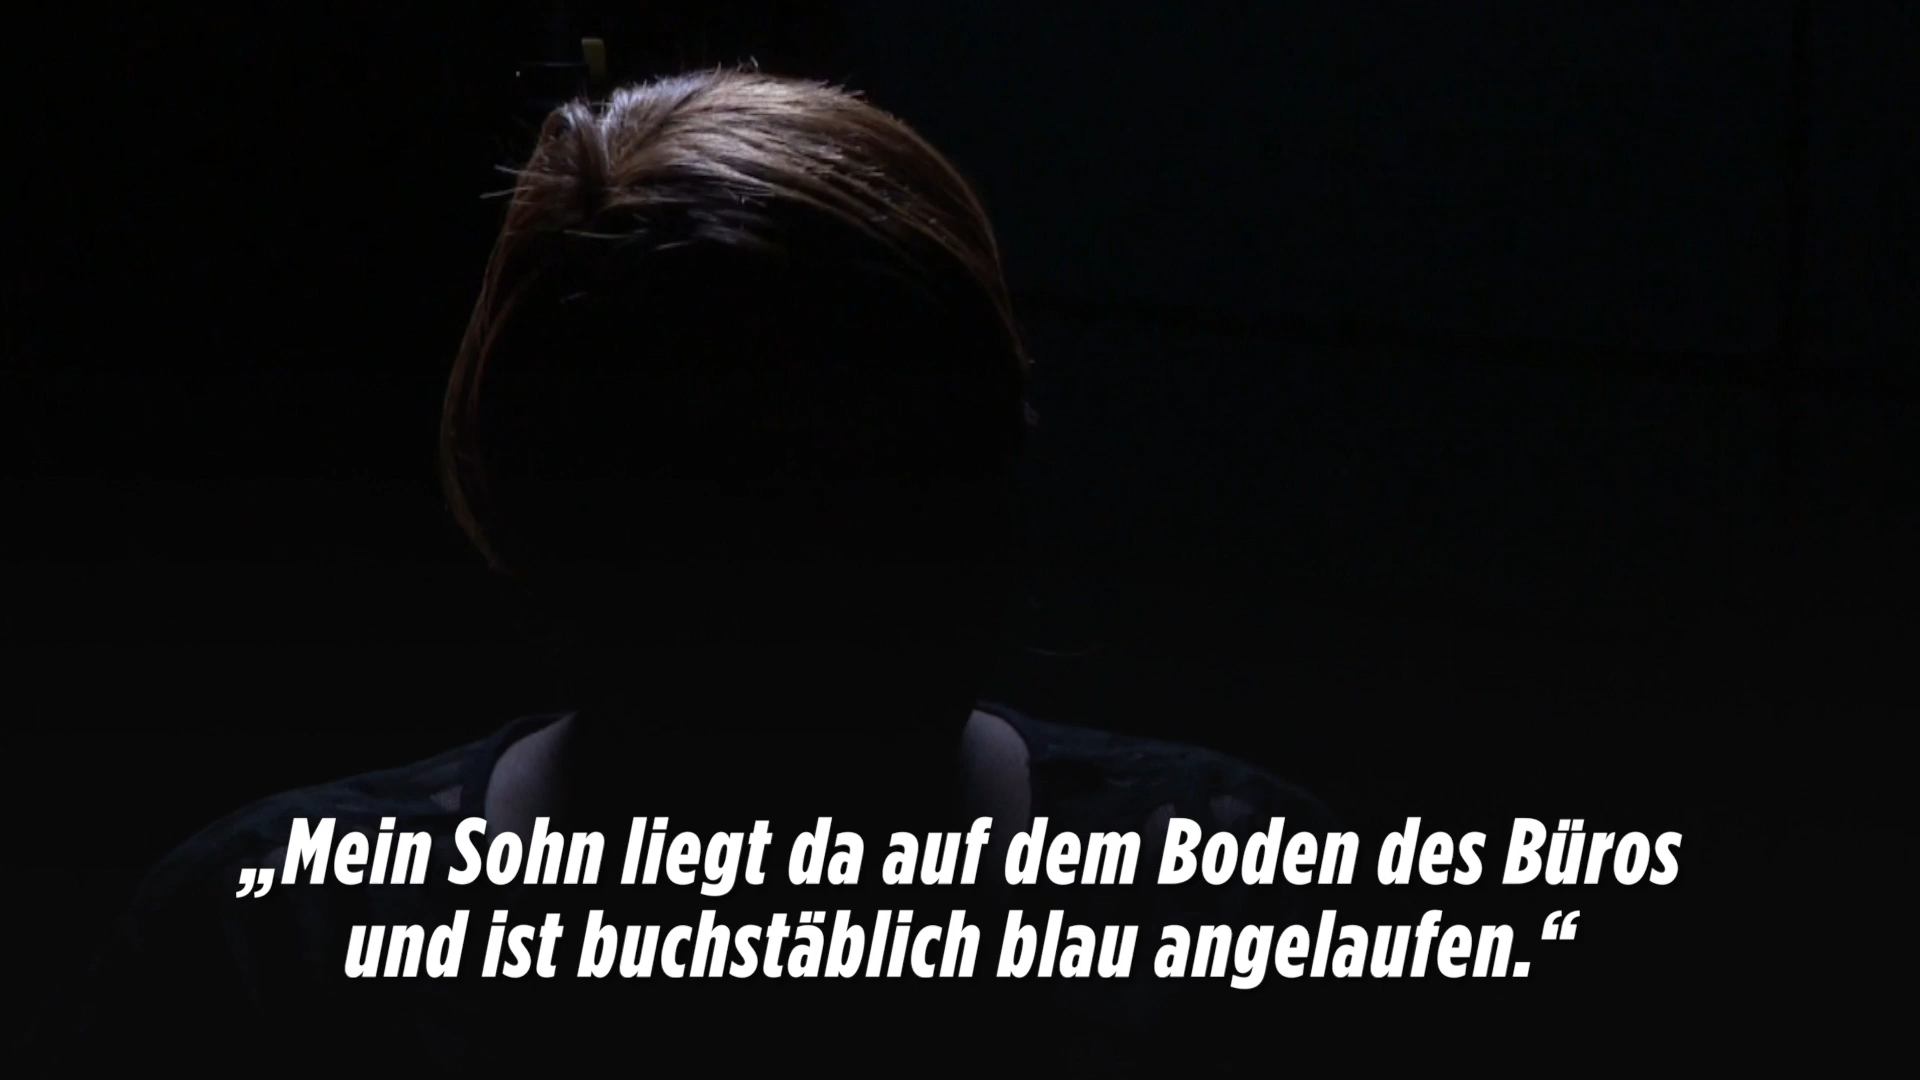 „Mein Sohn liegt da auf dem Boden des Büros
und ist buchstäblich blau angelaufen.“